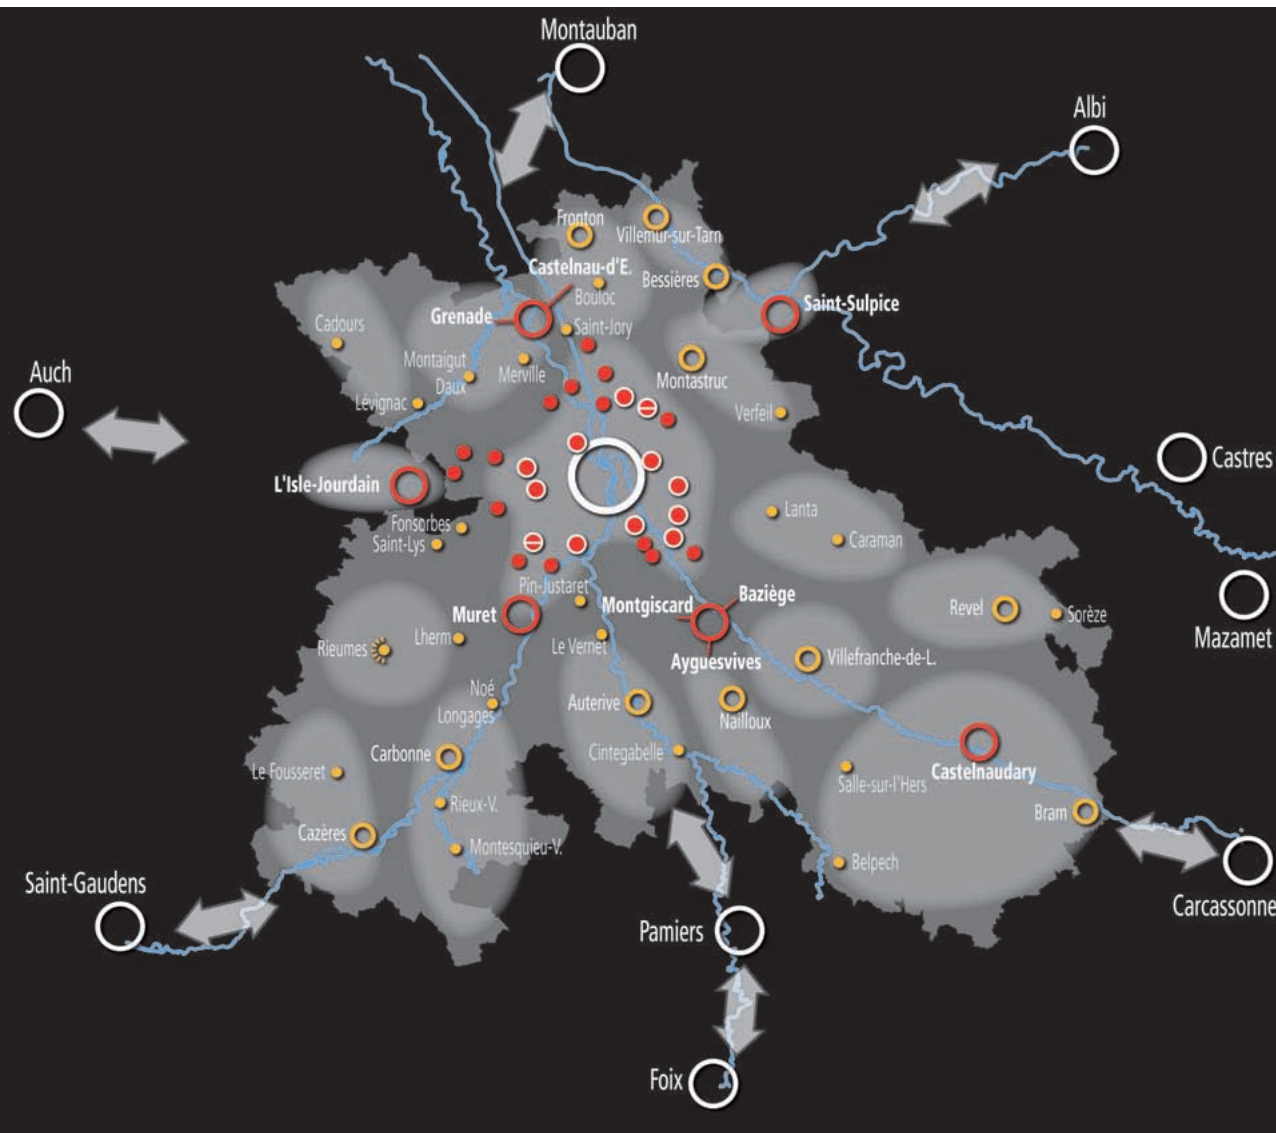 Montauban
Albi
Fronton
Villemur-sur-Tarn
Castelnau-d'E.
Bessières
Bouloc
Saint-Sulpice
Grenade
Saint-Jory
Cadours
Montaigut
Daux
Merville
Montastruc
Auch
Lévignac
Verfeil
Castres
L'Isle-Jourdain
Lanta
Fonsorbes
Saint-Lys
Caraman
Pin-Justaret
Baziège
Montgiscard
Muret
Revel
Sorèze
Mazamet
Lherm
Rieumes
Le Vernet
Ayguesvives
Villefranche-de-L.
Noé
Longages
Auterive
Nailloux
Carbonne
Cintegabelle
Le Fousseret
Castelnaudary
Salle-sur-l'Hers
Rieux-V.
Bram
Cazères
Montesquieu-V.
Belpech
Saint-Gaudens
Carcassonne
Pamiers
Foix